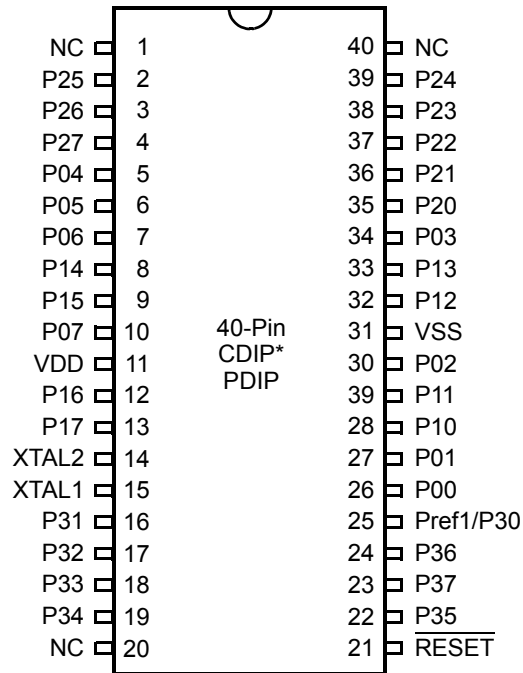 NC 1 40 NC
P25 2 39 P24
P26 3 38 P23
P27 4 37 P22
P04 5 36 P21
P05 6 35 P20
P06 7 34 P03
P14 8 33 P13
P15 9 32 P12
P07 10 40-Pin 31 VSS
VDD 11 CDIP* 30 P02
P16 12 PDIP 39 P11
P17 13 28 P10
XTAL2 14 27 P01
XTAL1 15 26 P00
P31 16 25 Pref1/P30
P32 17 24 P36
P33 18 23 P37
P34 19 22 P35
NC 20 21 RESET